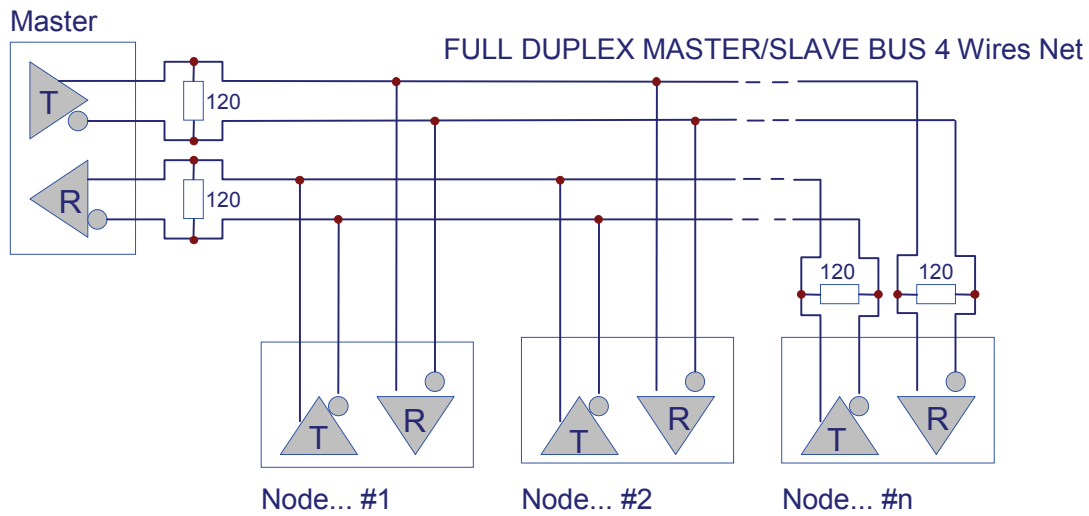 Master
FULL DUPLEX MASTER/SLAVE BUS 4 Wires Net
T
120
R
120
120
120
T
R
T
R
T
R
Node... #1
Node... #2
Node... #n